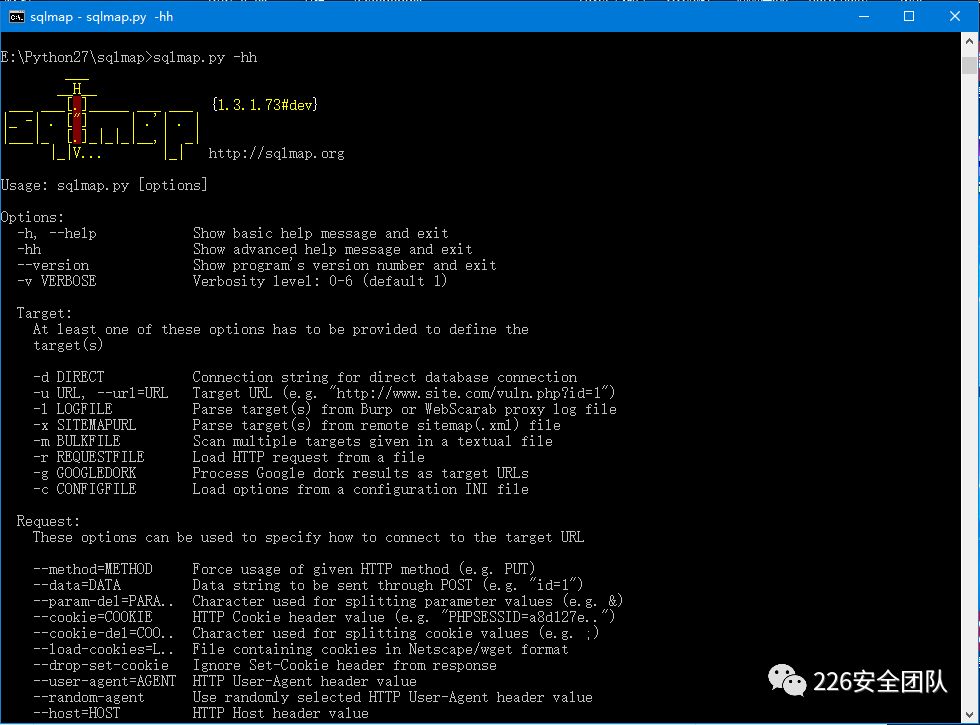 sqlmap - sqlmap.py -hh
E:\Python27\sqlmap>sqlmap.py -hh
{1.3.1.73#dev}
http://sqlmap.org
Usage: sqlmap.py [options]
Options:
-h, --help Show basic help message and exit
-hh Show advanced help message and exit
--version Show program's version number and exit
-v VERBOSE Verbosity level: 0-6 (default 1)
Target:
At least one of these options has to be provided to define the
target(s)
-d DIRECT Connection string for direct database connection
-u URL, --url=URL Target URL (e.g. "http://www.site.com/vuln.php?id=1")
-l LOGFILE Parse target(s) from Burp or WebScarab proxy log file
-x SITEMAPURL Parse target(s) from remote sitemap(.xml) file
-m BULKFILE Scan multiple targets given in a textual file
-r REQUESTFILE Load HTTP request from a file
-g GOOGLEDORK Process Google dork results as target URLs
-c CONFIGFILE Load options from a configuration INI file
Request:
These options can be used to specify how to connect to the target URL
--method=METHOD Force usage of given HTTP method (e.g. PUT)
--data=DATA Data string to be sent through POST (e.g. "id=1")
--param-del=PARA.. Character used for splitting parameter values (e.g. &)
--cookie=COOKIE HTTP Cookie header value (e.g. "PHPSESSID=a8d127e..")
--cookie-del=COO.. Character used for splitting cookie values (e.g. ;)
--load-cookies=L.. File containing cookies in Netscape/wget format
--drop-set-cookie Ignore Set-Cookie header from response
--user-agent=AGENT HTTP User-Agent header value
--random-agent Use randomly selected HTTP User-Agent header value
--host=HOST HTTP Host header value
226安全团队